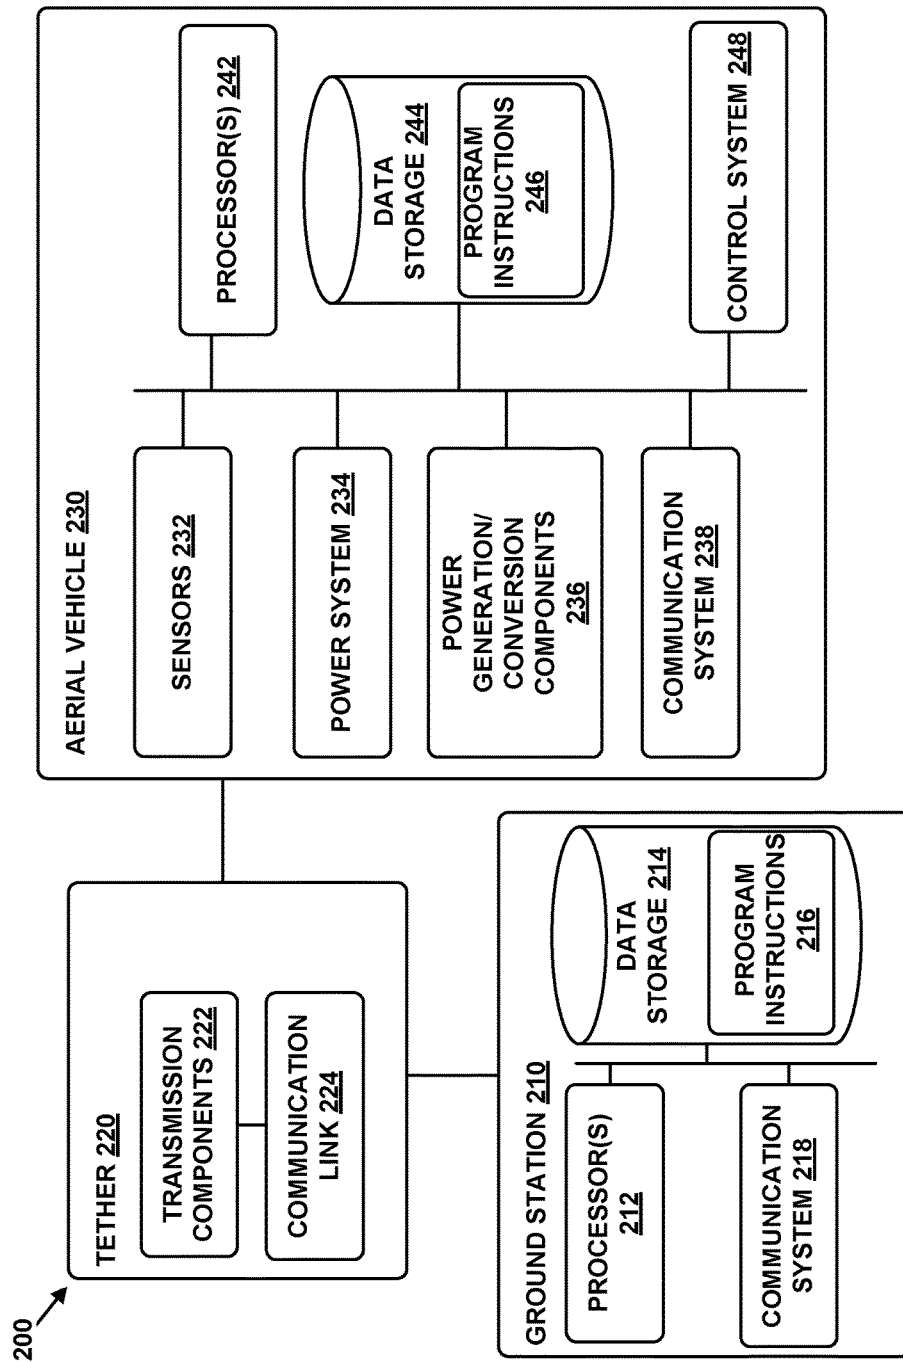 200
TETHER 220
TRANSMISSION
COMPONENTS 222
COMMUNICATION
LINK 224
GROUND STATION 210
PROCESSOR(S)
212
COMMUNICATION
SYSTEM 218
DATA
STORAGE 214
PROGRAM
INSTRUCTIONS
216
AERIAL VEHICLE 230
SENSORS 232
POWER SYSTEM 234
POWER
GENERATION/
CONVERSION
COMPONENTS
236
COMMUNICATION
SYSTEM 238
PROCESSOR(S) 242
DATA
STORAGE 244
PROGRAM
INSTRUCTIONS
246
CONTROL SYSTEM 248